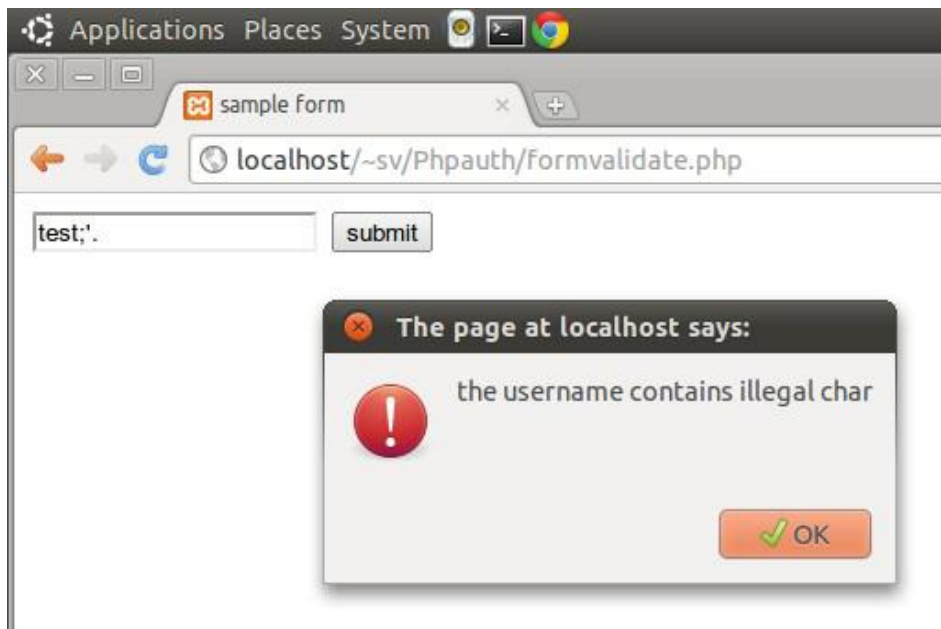 Applications Places System
sample form
localhost/~sv/Phpauth/formvalidate.php
test;'. submit
The page at localhost says:
the username contains illegal char
OK